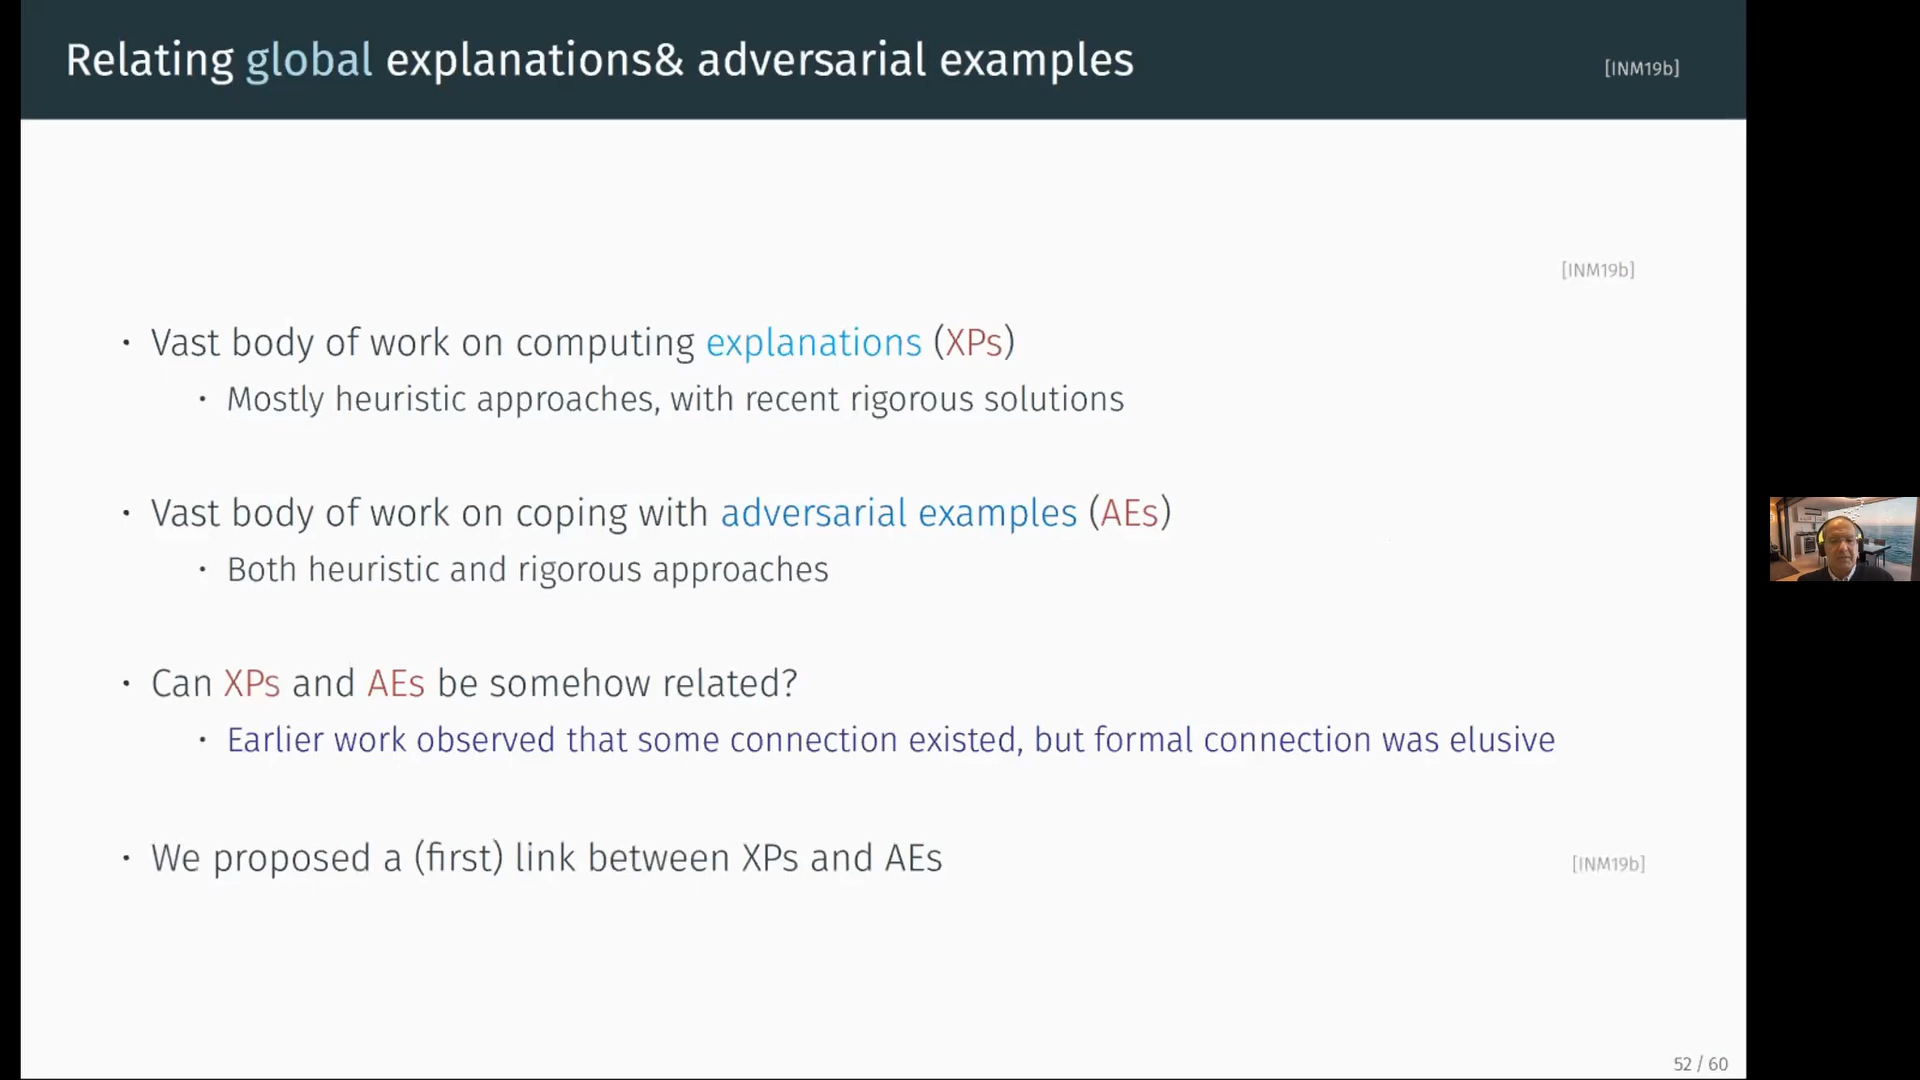 Relating global explanations& adversarial examples [INM19b]
[INM19b]
• Vast body of work on computing explanations (XPs)
• Mostly heuristic approaches, with recent rigorous solutions
• Vast body of work on coping with adversarial examples (AEs)
• Both heuristic and rigorous approaches
• Can XPs and AEs be somehow related?
• Earlier work observed that some connection existed, but formal connection was elusive
• We proposed a (first) link between XPs and AEs [INM19b]
52 / 60